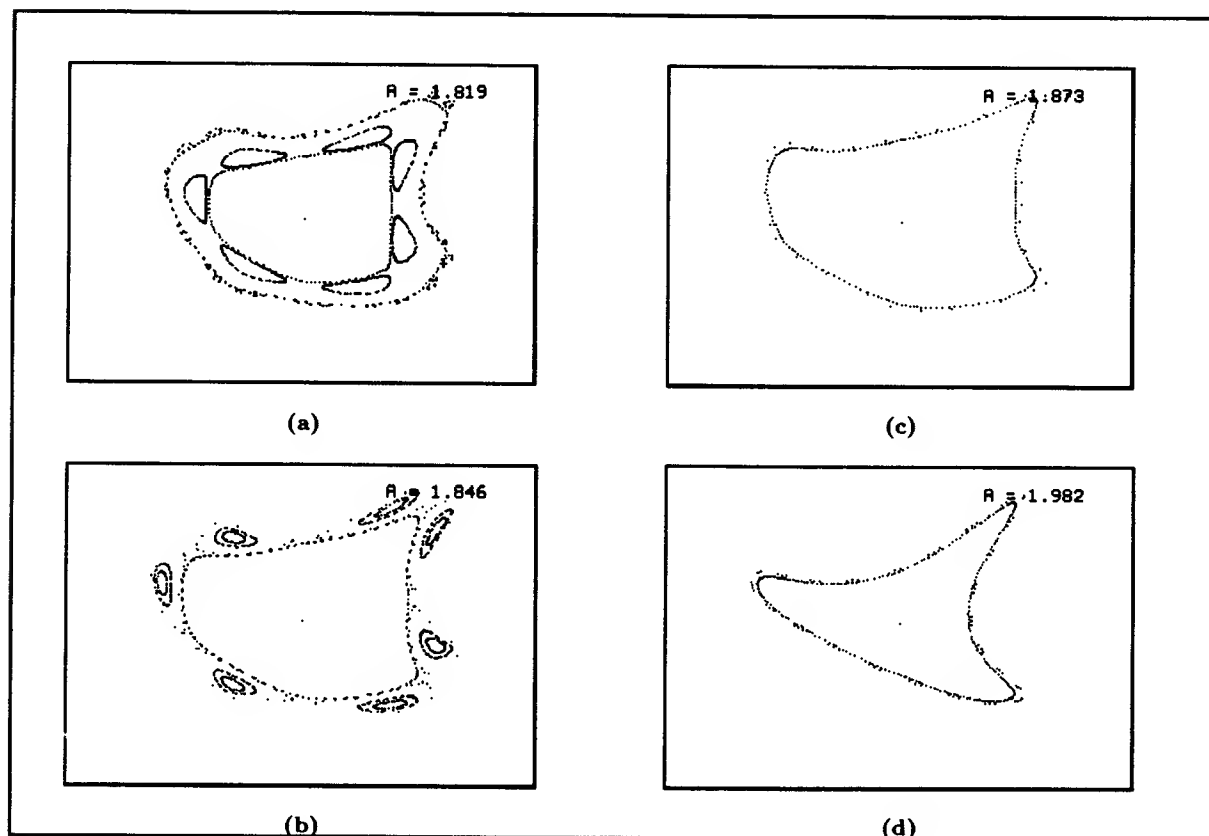 A = 1.819
(a)
A = 1.873
(c)
A = 1.846
(b)
A = 1.982
(d)